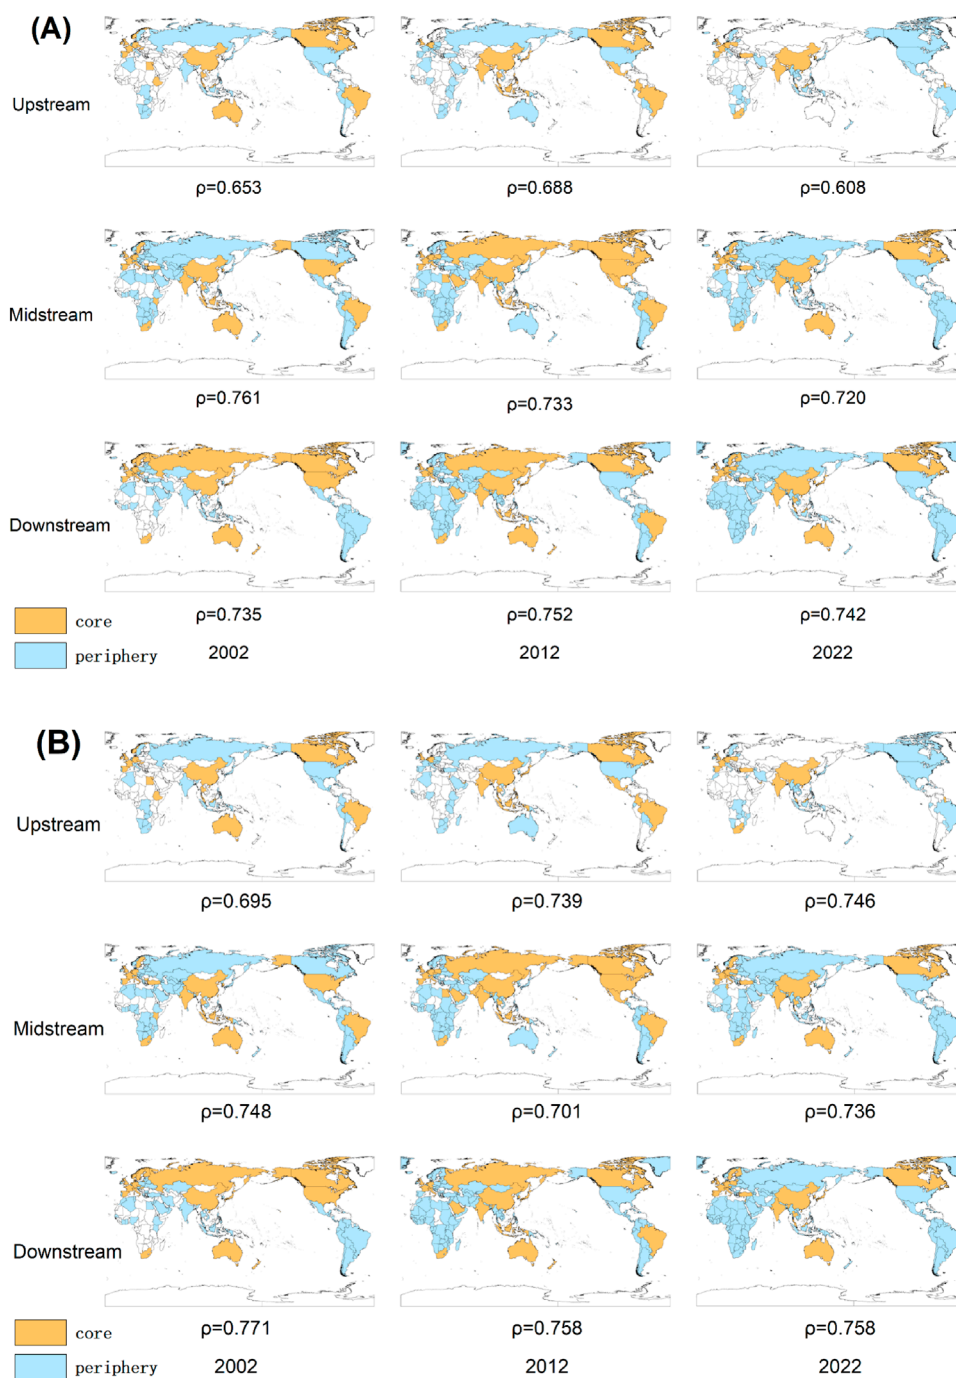 (A)
Upstream
ρ=0.653
ρ=0.688
ρ=0.608
Midstream
ρ=0.761
ρ=0.733
ρ=0.720
Downstream
ρ=0.735
ρ=0.752
ρ=0.742
core
periphery
2002
2012
2022
(B)
Upstream
ρ=0.695
ρ=0.739
ρ=0.746
Midstream
ρ=0.748
ρ=0.701
ρ=0.736
Downstream
ρ=0.771
ρ=0.758
ρ=0.758
core
periphery
2002
2012
2022